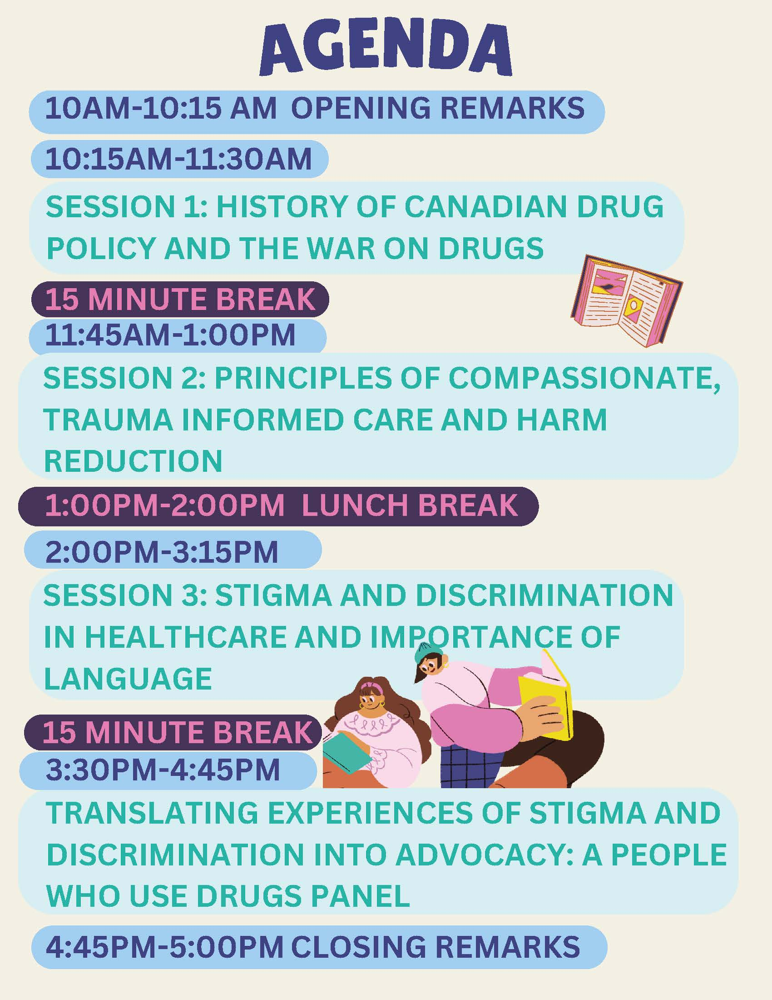 AGENDA
10AM-10:15 AM OPENING REMARKS
10:15AM-11:30AM
SESSION 1: HISTORY OF CANADIAN DRUG
POLICY AND THE WAR ON DRUGS
15 MINUTE BREAK
11:45AM-1:00PM
SESSION 2: PRINCIPLES OF COMPASSIONATE,
TRAUMA INFORMED CARE AND HARM
REDUCTION
1:00PM-2:00PM LUNCH BREAK
2:00PM-3:15PM
SESSION 3: STIGMA AND DISCRIMINATION
IN HEALTHCARE AND IMPORTANCE OF
LANGUAGE
15 MINUTE BREAK
3:30PM-4:45PM
TRANSLATING EXPERIENCES OF STIGMA AND
DISCRIMINATION INTO ADVOCACY: A PEOPLE
WHO USE DRUGS PANEL
4:45PM-5:00PM CLOSING REMARKS